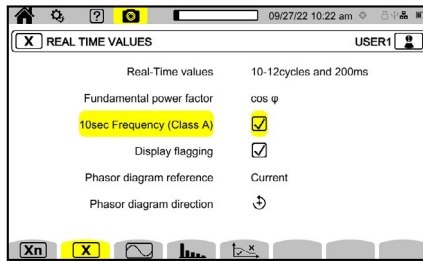 ? 09/27/22 10:22 am
X REAL TIME VALUES USER1
Real-Time values 10-12cycles and 200ms
Fundamental power factor cos φ
10sec Frequency (Class A)
Display flagging
Phasor diagram reference Current
Phasor diagram direction
Xn X